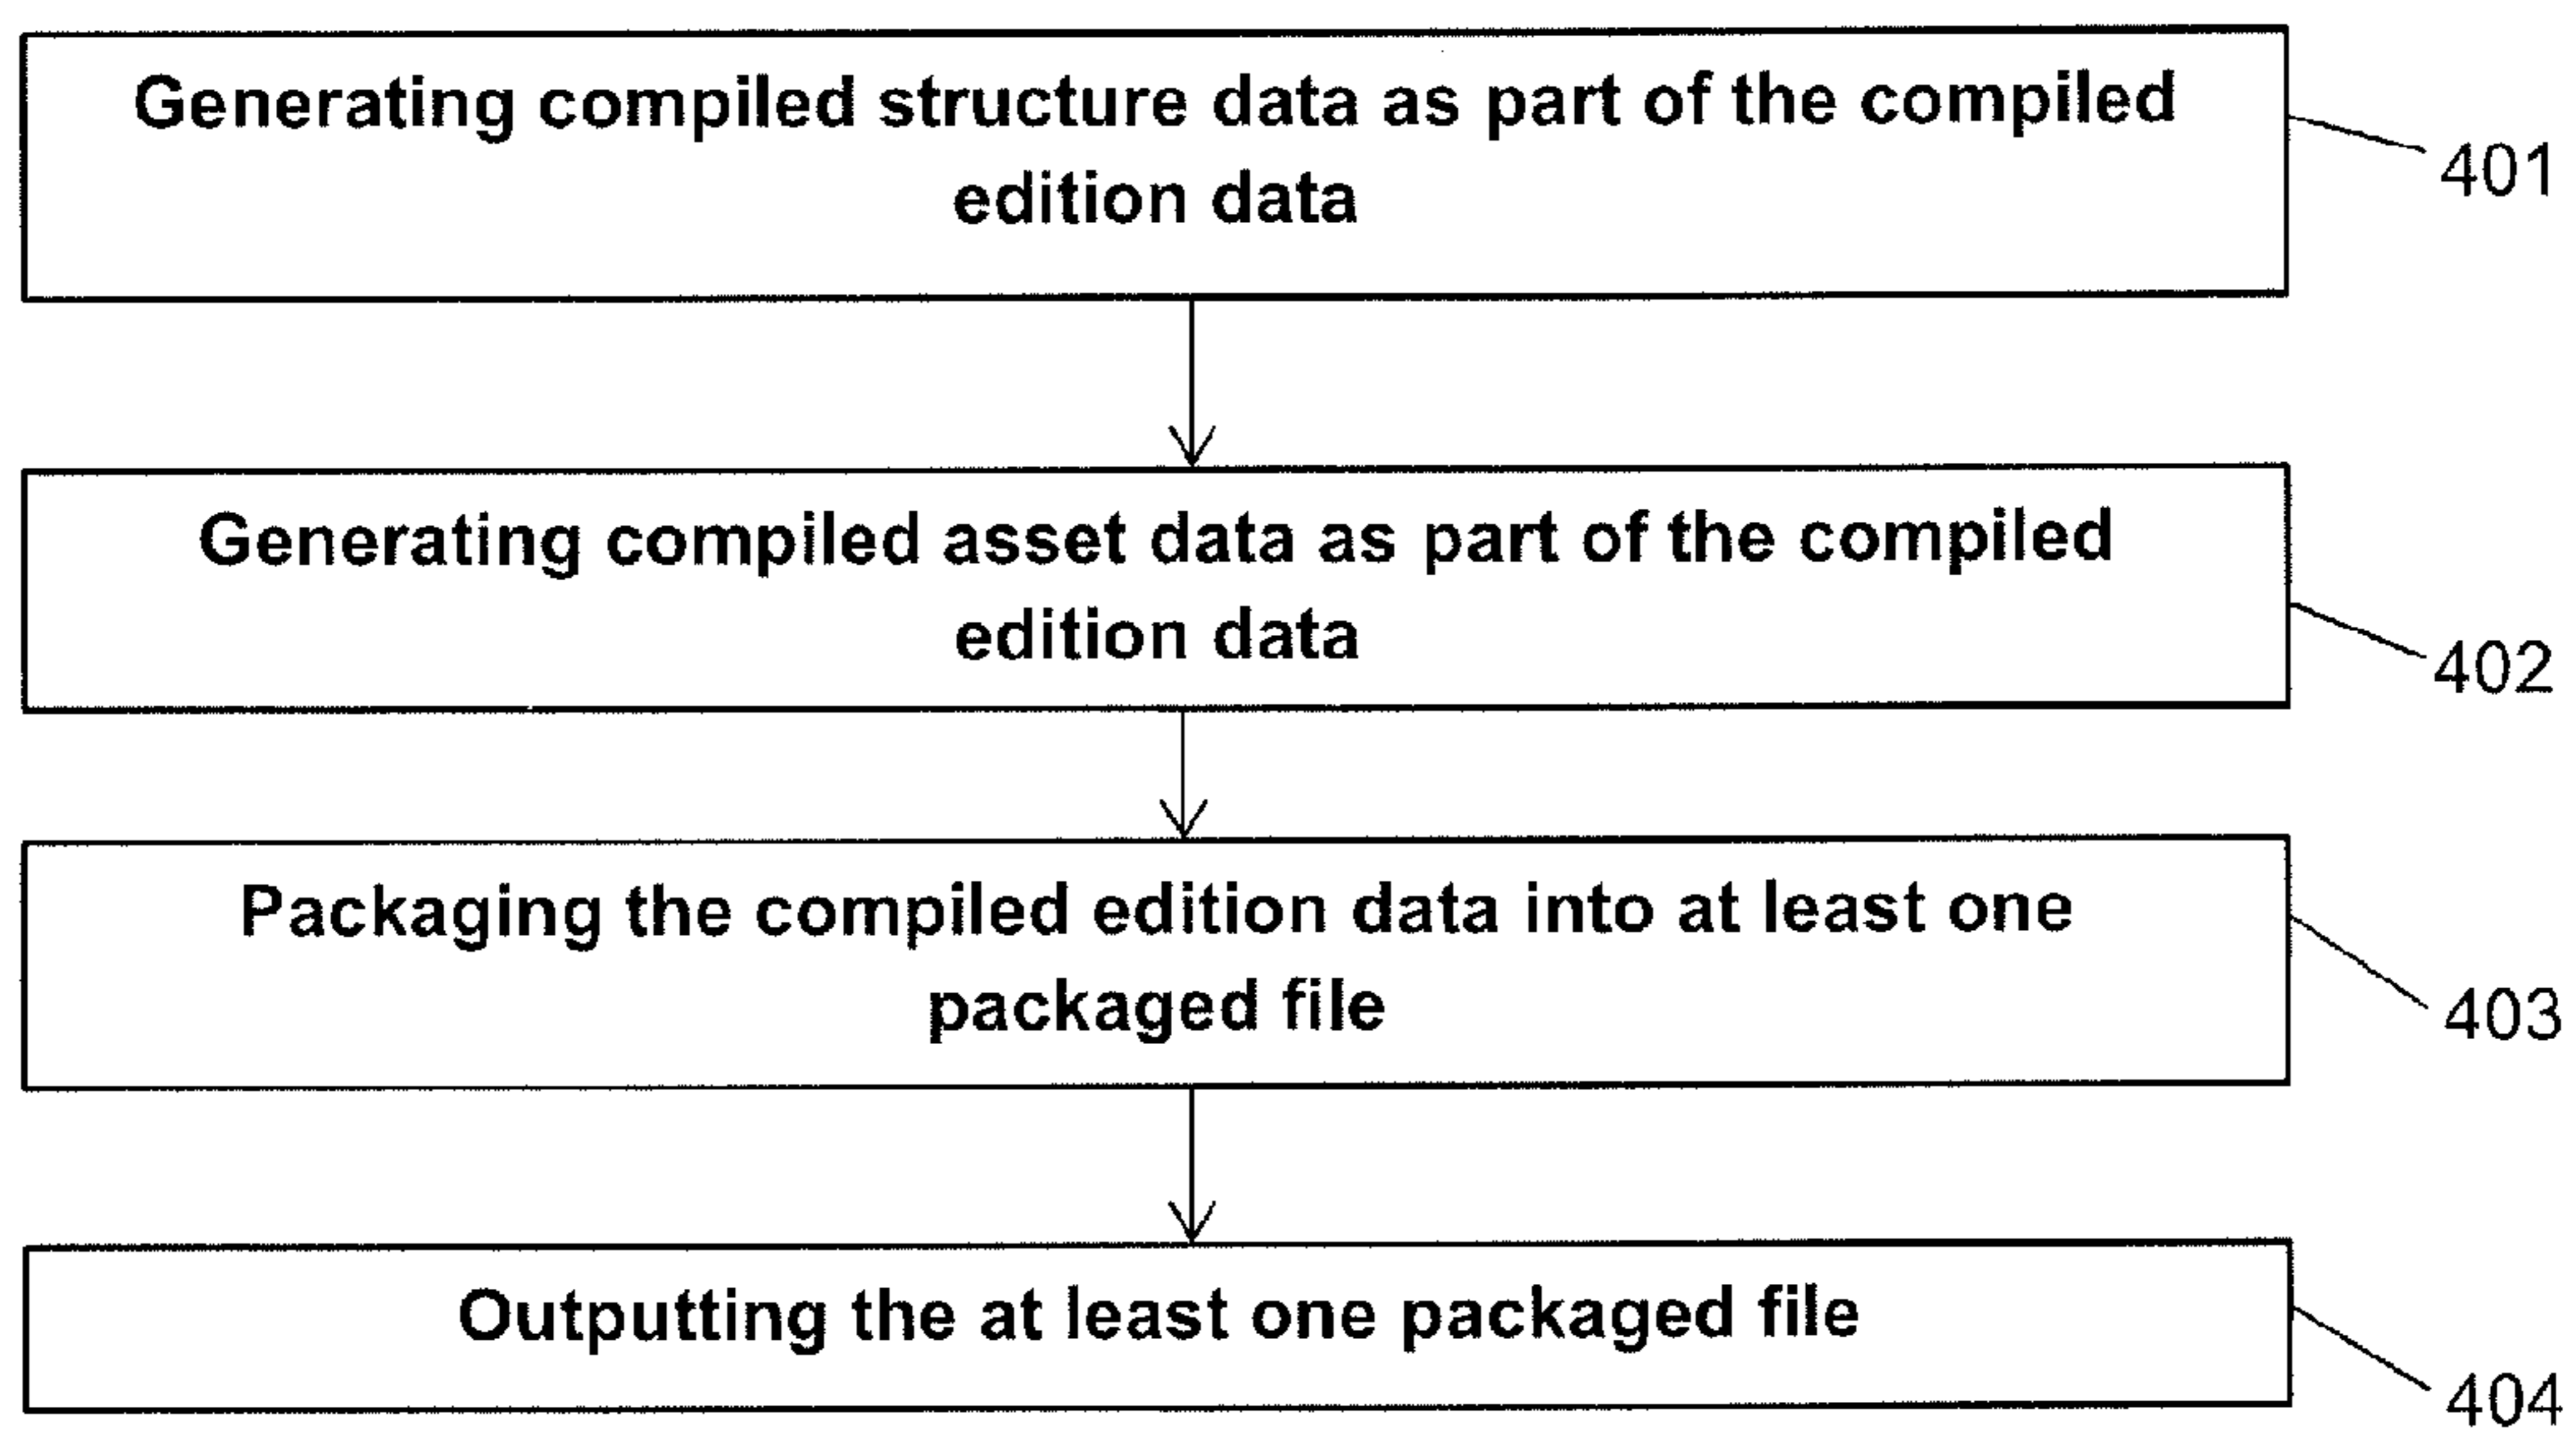 Generating compiled structure data as part of the compiled
edition data
401
Generating compiled asset data as part of the compiled
edition data
402
Packaging the compiled edition data into at least one
packaged file
403
Outputting the at least one packaged file
404